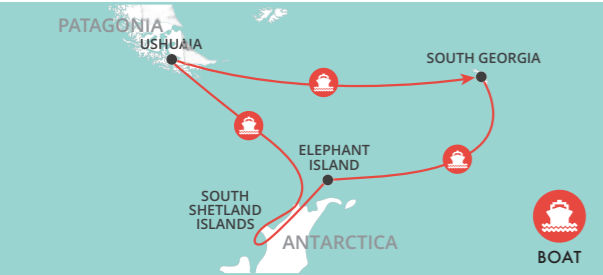 PATAGONIA
USHUAIA
SOUTH GEORGIA
ELEPHANT
ISLAND
SOUTH
SHETLAND
ISLANDS
ANTARCTICA
BOAT